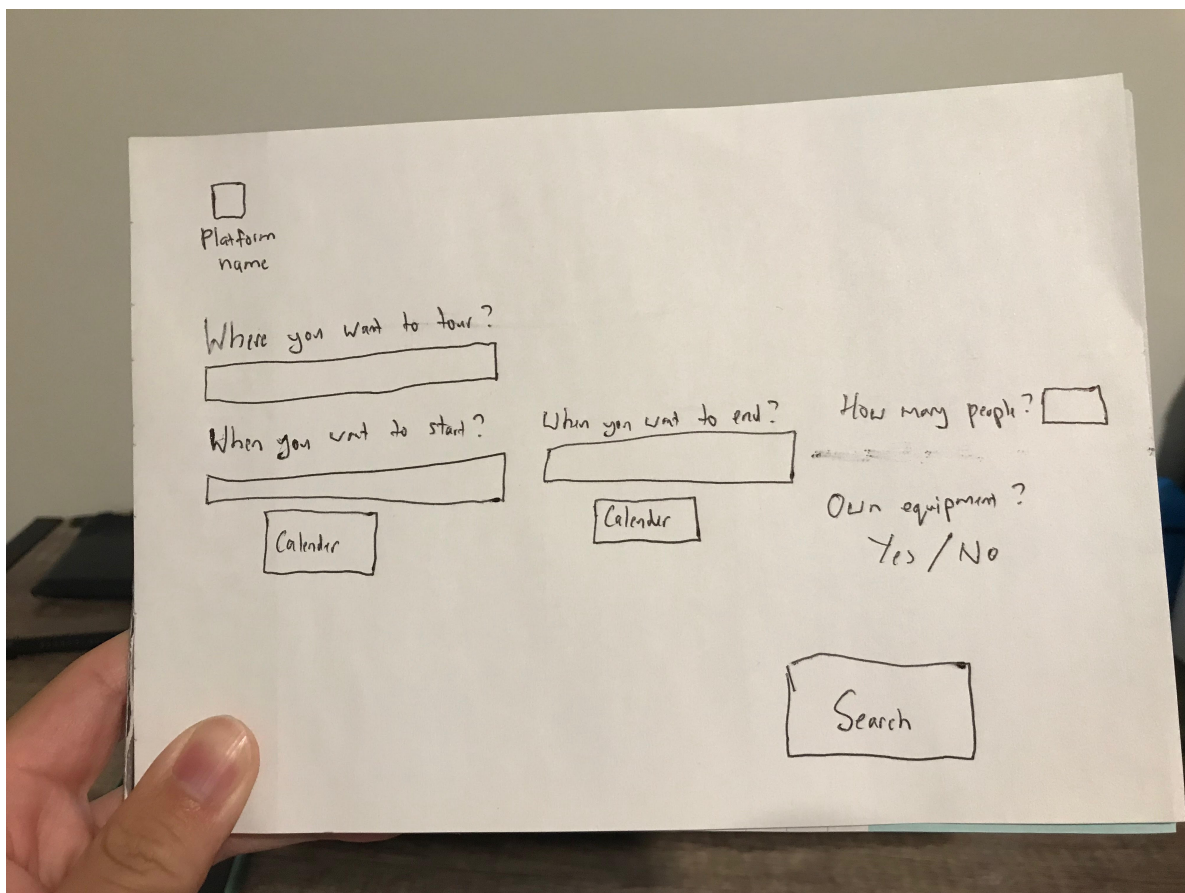 Platform
name
Where you want to tour?
When you want to start?
When you want to end?
How many people?
Calender
Calender
Own equipment?
Yes / No
Search